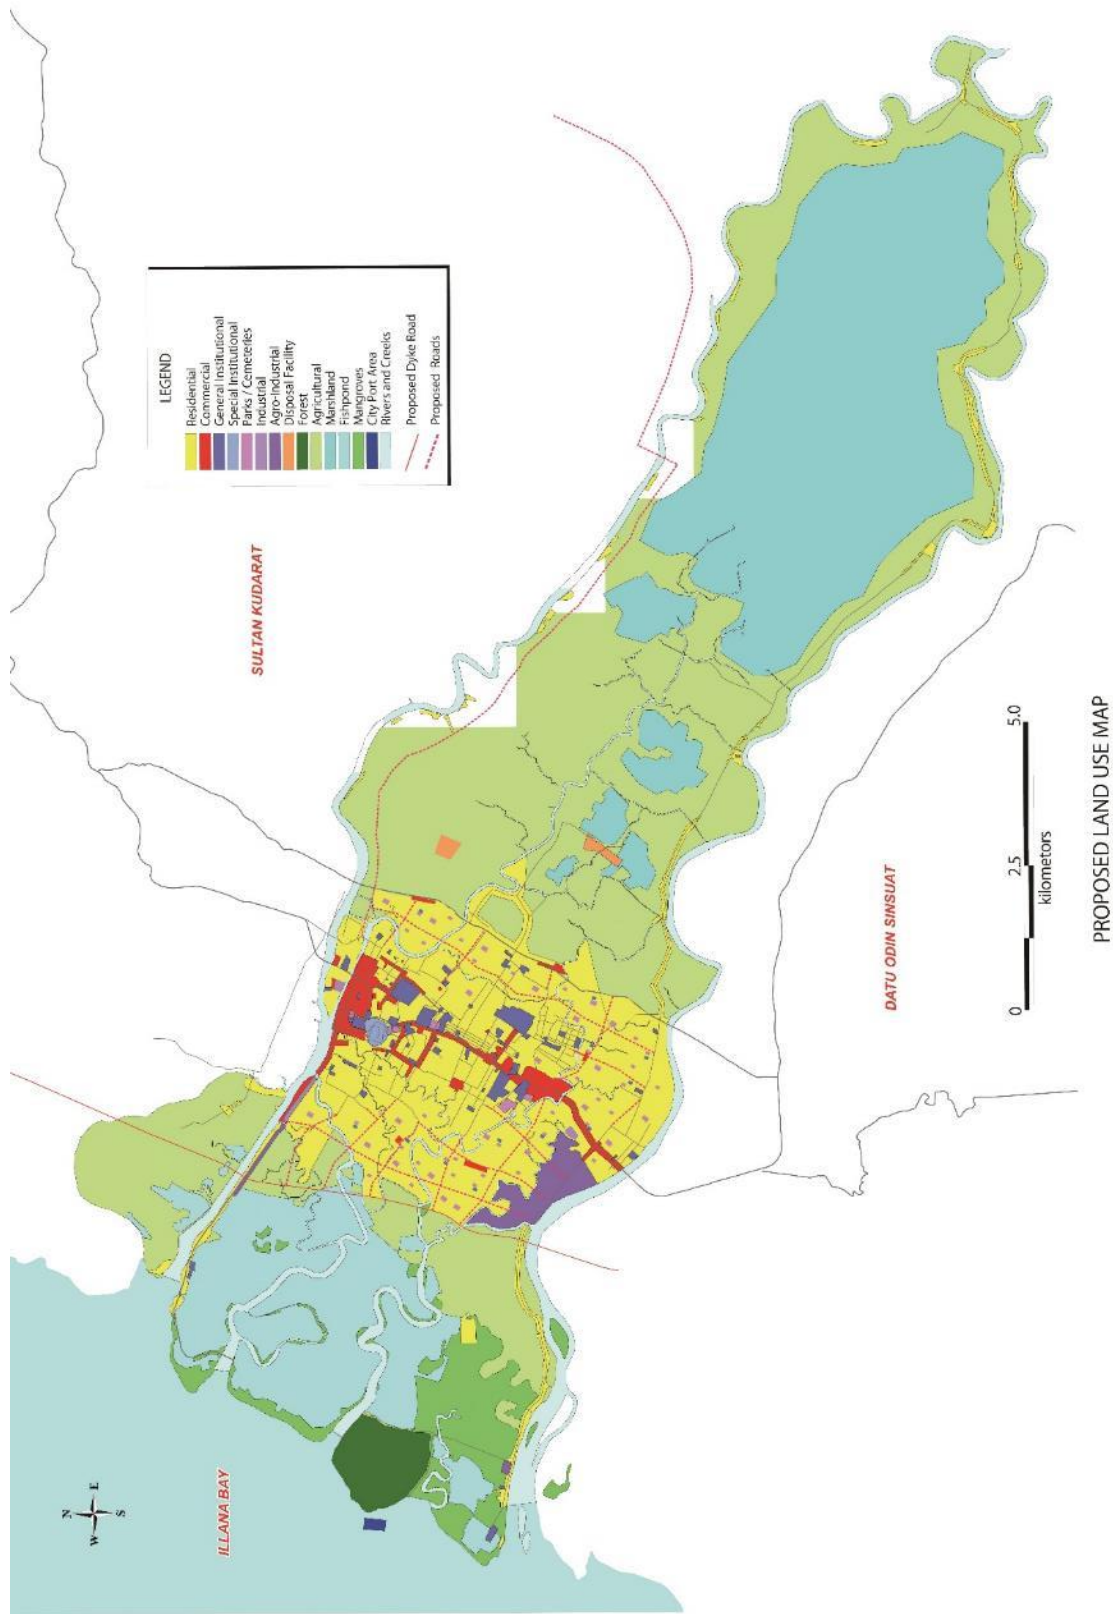 LEGEND
Residential
Commercial
General Institutional
Special Institutional
Parks / Cemeteries
Industrial
Agro-Industrial
Disposal Facility
Forest
Agricultural
Marshland
Fishpond
Mangroves
City Port Area
Rivers and Creeks
Proposed Dyke Road
Proposed Roads
SULTAN KUDARAT
ILLANA BAY
N
W
E
S
DATU ODIN SINSUAT
0 2.5 5.0
kilometers
PROPOSED LAND USE MAP